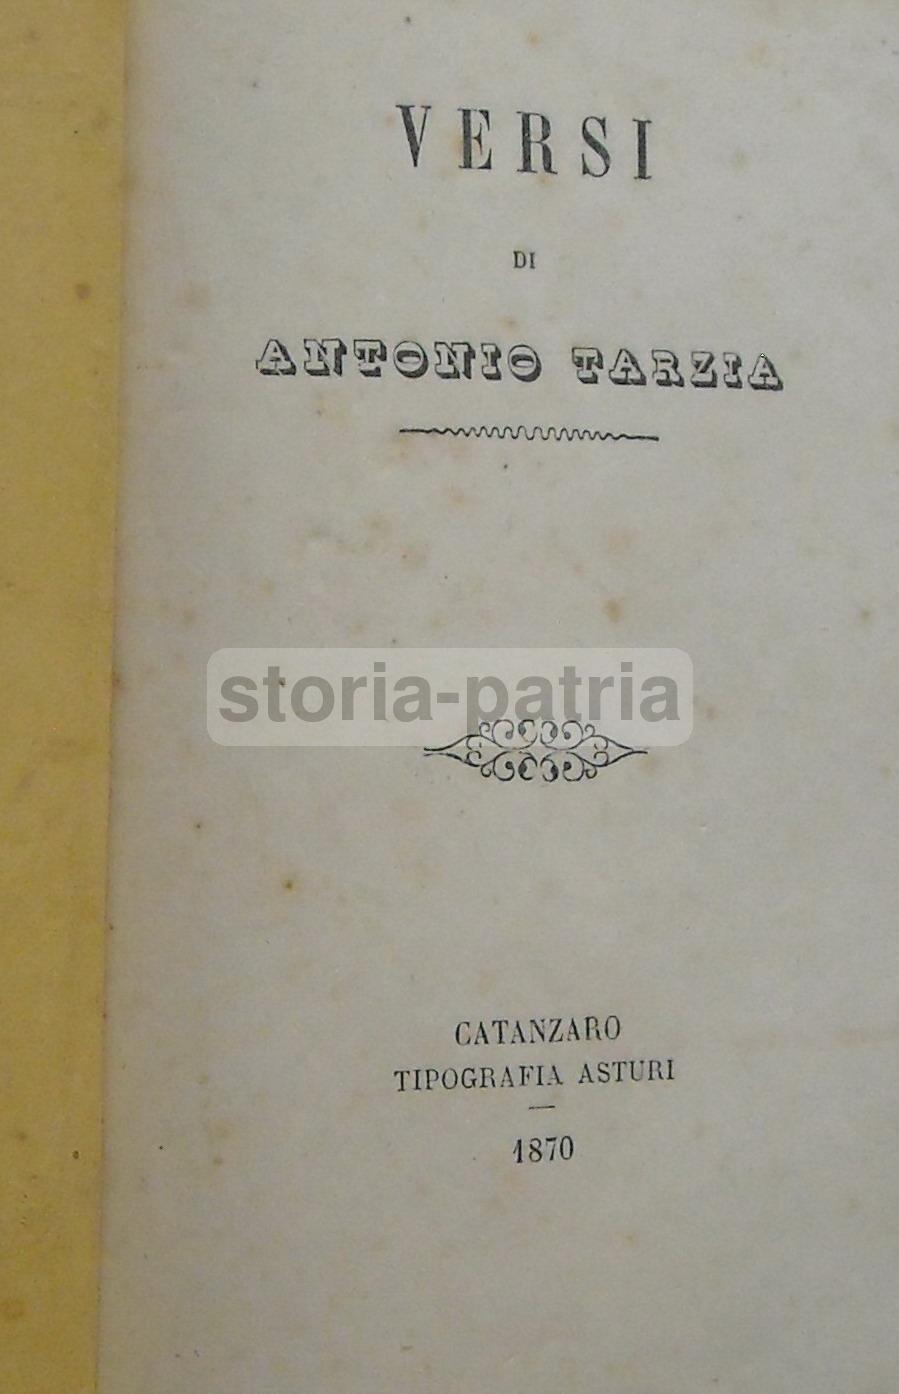 VERSI
DI
ANTONIO TARZIA
storia-patria
CATANZARO
TIPOGRAFIA ASTURI
1870